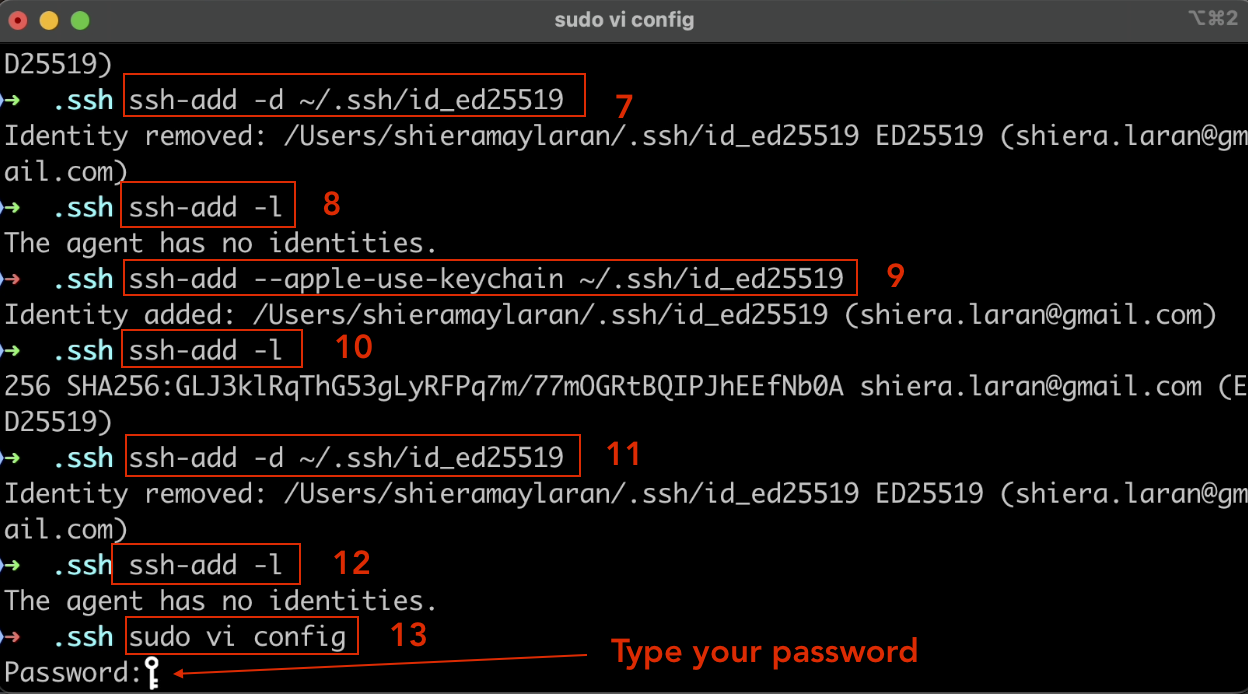 sudo vi config
⌥⌘2
D25519)
➜ .ssh ssh-add -d ~/.ssh/id_ed25519 7
Identity removed: /Users/shieramaylaran/.ssh/id_ed25519 ED25519 (shiera.laran@gm
ail.com)
➜ .ssh ssh-add -l 8
The agent has no identities.
➜ .ssh ssh-add --apple-use-keychain ~/.ssh/id_ed25519 9
Identity added: /Users/shieramaylaran/.ssh/id_ed25519 (shiera.laran@gmail.com)
➜ .ssh ssh-add -l 10
256 SHA256:GLJ3klRqThG53gLyRFPq7m/77mOGRtBQIPJhEEfNb0A shiera.laran@gmail.com (E
D25519)
➜ .ssh ssh-add -d ~/.ssh/id_ed25519 11
Identity removed: /Users/shieramaylaran/.ssh/id_ed25519 ED25519 (shiera.laran@gm
ail.com)
➜ .ssh ssh-add -l 12
The agent has no identities.
➜ .ssh sudo vi config 13
Password:
Type your password